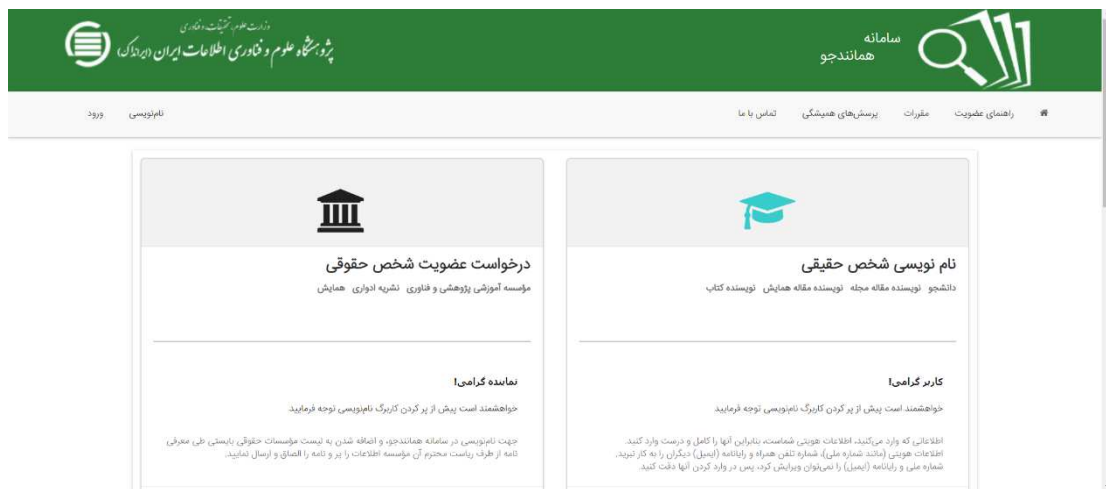 سامانه
همانندجو
وزارت علوم، تحقیقات و فناوری
پژوهشگاه علوم و فناوری اطلاعات ایران (ایرانداک)
راهنمای عضویت
مقررات
پرسش‌های همیشگی
تماس با ما
نام‌نویسی
ورود
نام نویسی شخص حقیقی
دانشجو نویسنده مقاله مجله نویسنده مقاله همایش نویسنده کتاب
کاربر گرامی!
خواهشمند است پیش از پر کردن کاربرگ نام‌نویسی توجه فرمایید
اطلاعاتی که وارد می‌کنید، اطلاعات هویتی شماست، بنابراین آنها را کامل و درست وارد کنید.
اطلاعات هویتی (مانند شماره ملی)، شماره تلفن همراه و رایانامه (ایمیل) دیگران را به کار نبرید.
شماره ملی و رایانامه (ایمیل) را نمی‌توان ویرایش کرد، پس در وارد کردن آنها دقت کنید.
درخواست عضویت شخص حقوقی
مؤسسه آموزشی پژوهشی و فناوری نشریه ادواری همایش
نماینده گرامی!
خواهشمند است پیش از پر کردن کاربرگ نام‌نویسی توجه فرمایید.
جهت نام‌نویسی در سامانه همانندجو، و اضافه شدن به لیست مؤسسات حقوقی بایستی طی معرفی
نامه از طرف ریاست محترم آن مؤسسه اطلاعات را پر و نامه را الصاق و ارسال نمایید.